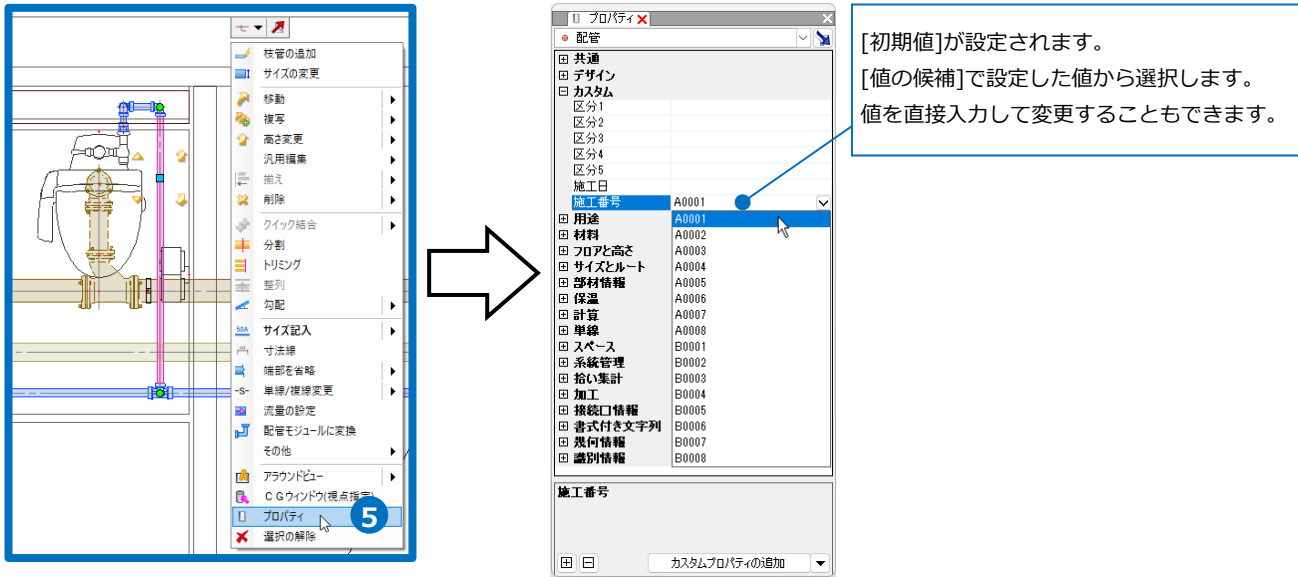 枝管の追加
サイズの変更
移動
複写
高さ変更
汎用編集
揃え
削除
クイック結合
分割
トリミング
整列
勾配
50A サイズ記入
寸法線
端部を省略
-S- 単線/複線変更
流量の設定
配管モジュールに変換
その他
アラウンドビュー
CGウィンドウ(視点指定)
プロパティ
5
選択の解除
プロパティ
配管
共通
デザイン
カスタム
区分1
区分2
区分3
区分4
区分5
施工日
施工番号 A0001
用途 A0001
材料 A0002
フロアと高さ A0003
サイズとルート A0004
部材情報 A0005
保温 A0006
計算 A0007
単線 A0008
スペース B0001
系統管理 B0002
拾い集計 B0003
加工 B0004
接続口情報 B0005
書式付き文字列 B0006
幾何情報 B0007
識別情報 B0008
施工番号
カスタムプロパティの追加
[初期値]が設定されます。
[値の候補]で設定した値から選択します。
値を直接入力して変更することもできます。